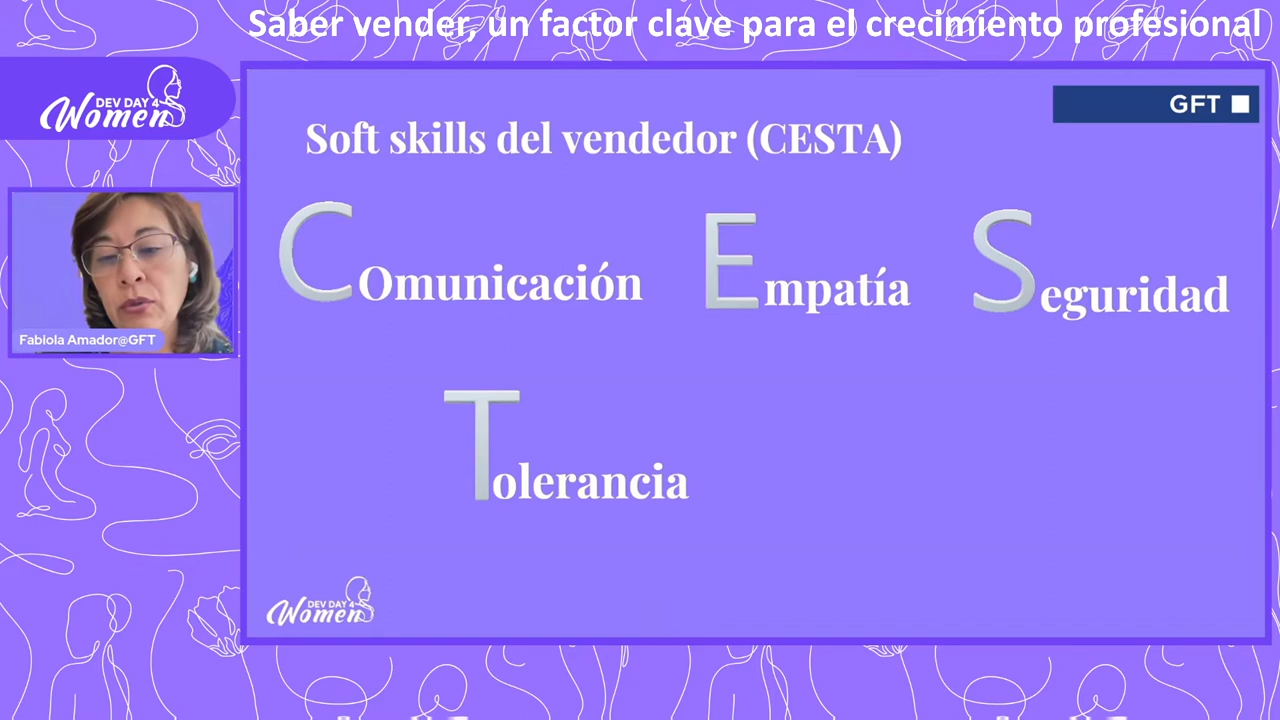 Saber vender, un factor clave para el crecimiento profesional
DEV DAY 4
Women
GFT
Soft skills del vendedor (CESTA)
COmunicación
Empatía
Seguridad
Fabiola Amador@GFT
Tolerancia
DEV DAY 4
Women